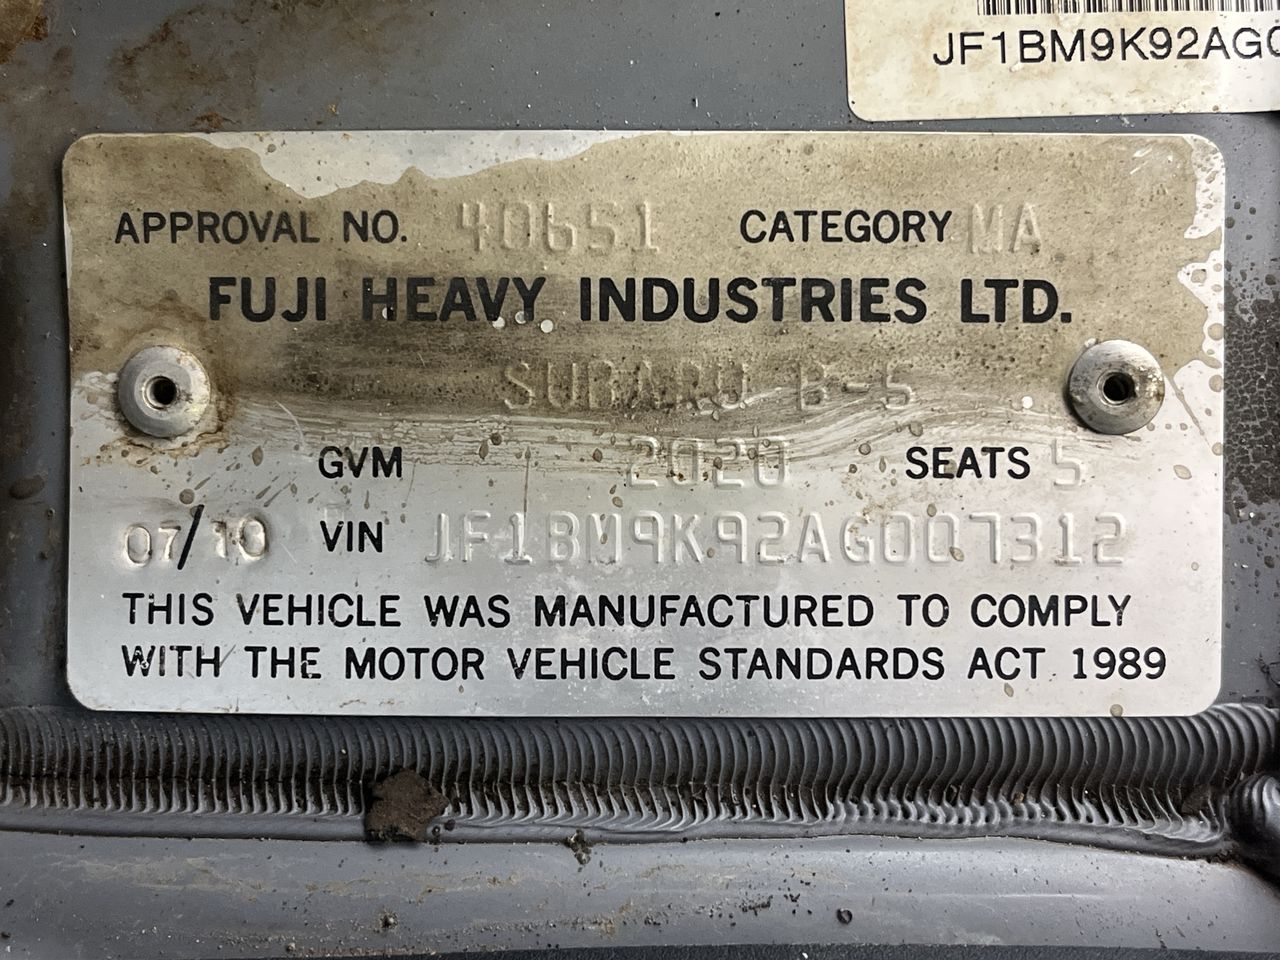 JF1BM9K92AG0
APPROVAL NO. 40651 CATEGORY MA
FUJI HEAVY INDUSTRIES LTD.
SUBARU B-5
GVM 2020 SEATS 5
07/10 VIN JF1BM9K92AG007312
THIS VEHICLE WAS MANUFACTURED TO COMPLY
WITH THE MOTOR VEHICLE STANDARDS ACT 1989